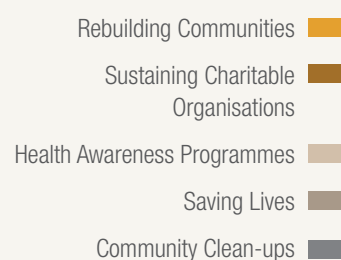 Rebuilding Communities
Sustaining Charitable
Organisations
Health Awareness Programmes
Saving Lives
Community Clean-ups